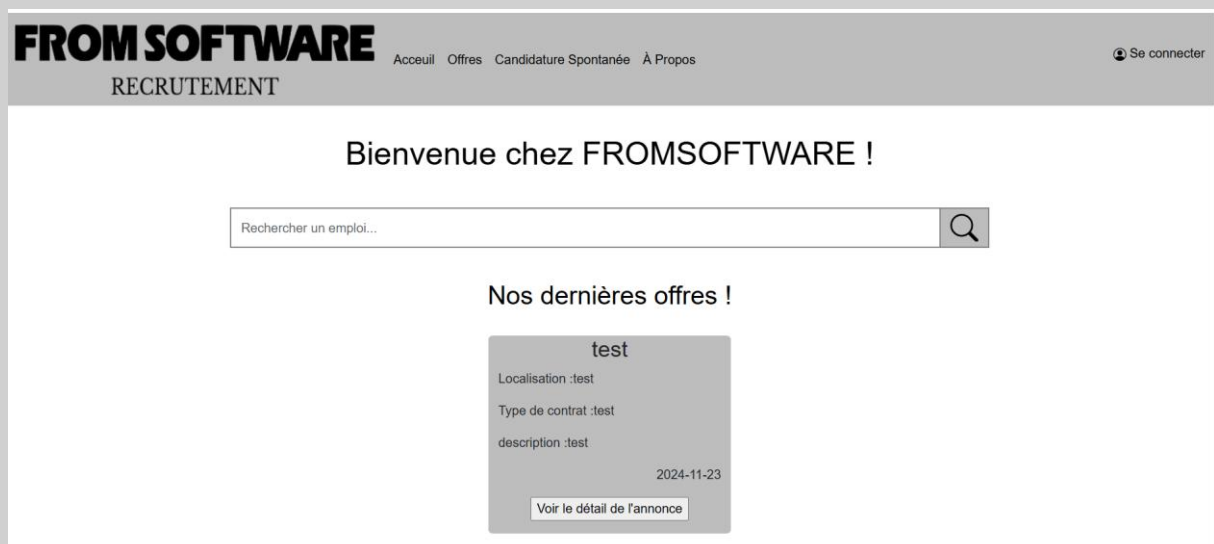 FROM SOFTWARE
RECRUTEMENT
Acceuil Offres Candidature Spontanée À Propos
Se connecter
Bienvenue chez FROMSOFTWARE !
Rechercher un emploi...
Nos dernières offres !
test
Localisation :test
Type de contrat :test
description :test
2024-11-23
Voir le détail de l'annonce